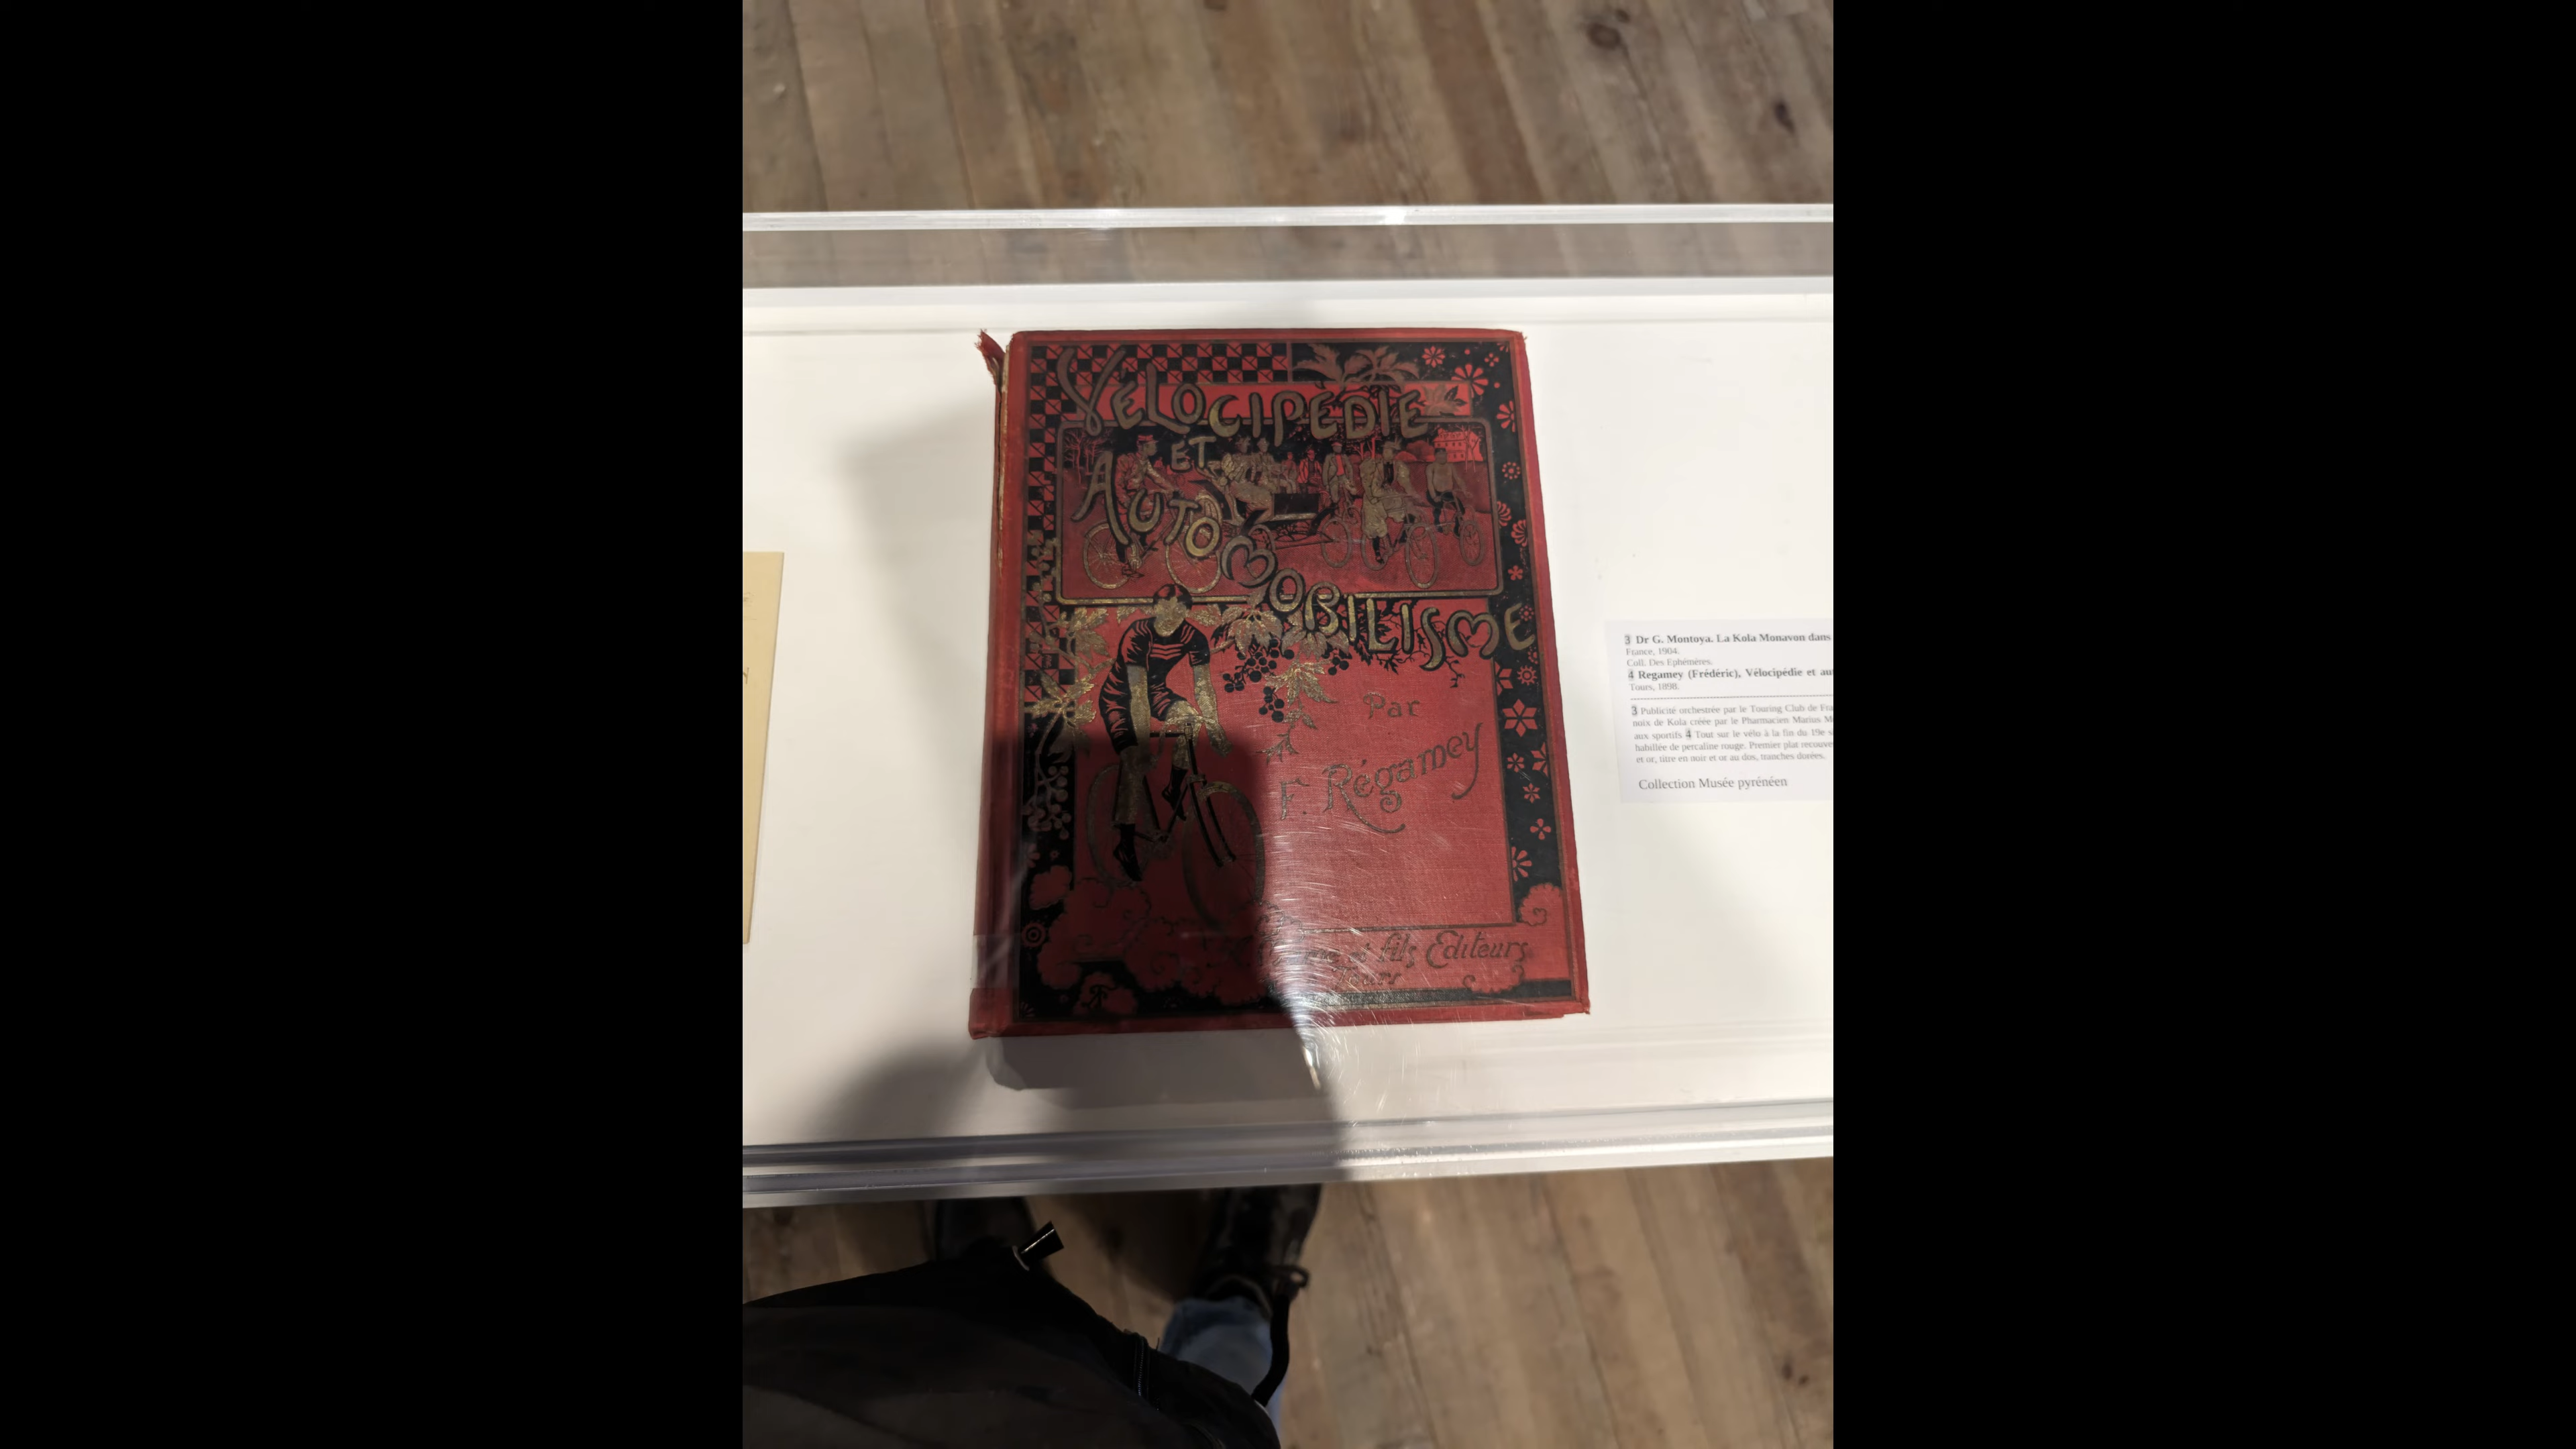 VÉLOCIPÉDIE
ET
AUTOMOBILISME
Par
F. Régamey
et fils Editeurs
Tours
3 Dr G. Montoya. La Kola Monavon dans
France, 1904.
Coll. Des Ephémères.
4 Regamey (Frédéric), Vélocipédie et au
Tours, 1898.
3 Publicité orchestrée par le Touring Club de Fra
noix de Kola créée par le Pharmacien Marius M
aux sportifs 4 Tout sur le vélo à la fin du 19e s
habillée de percaline rouge. Premier plat recouve
et or, titre en noir et or au dos, tranches dorées.
Collection Musée pyrénéen